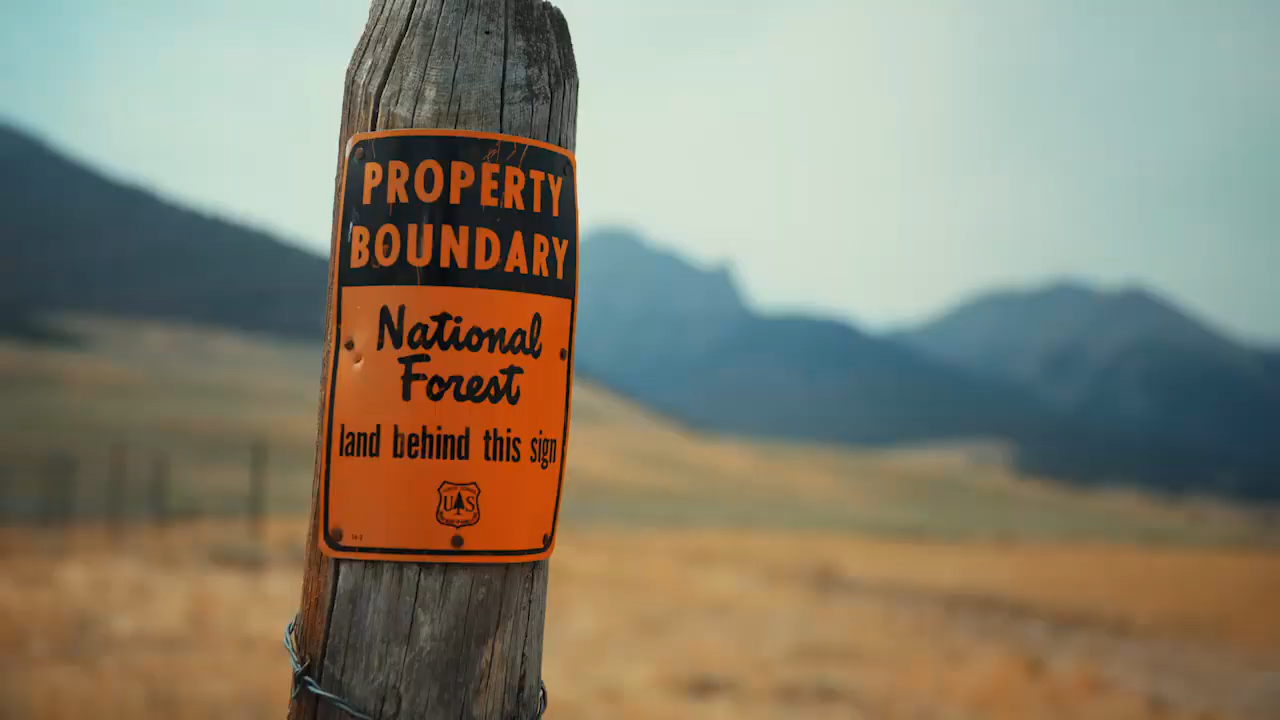 PROPERTY
BOUNDARY
National
Forest
land behind this sign
U S